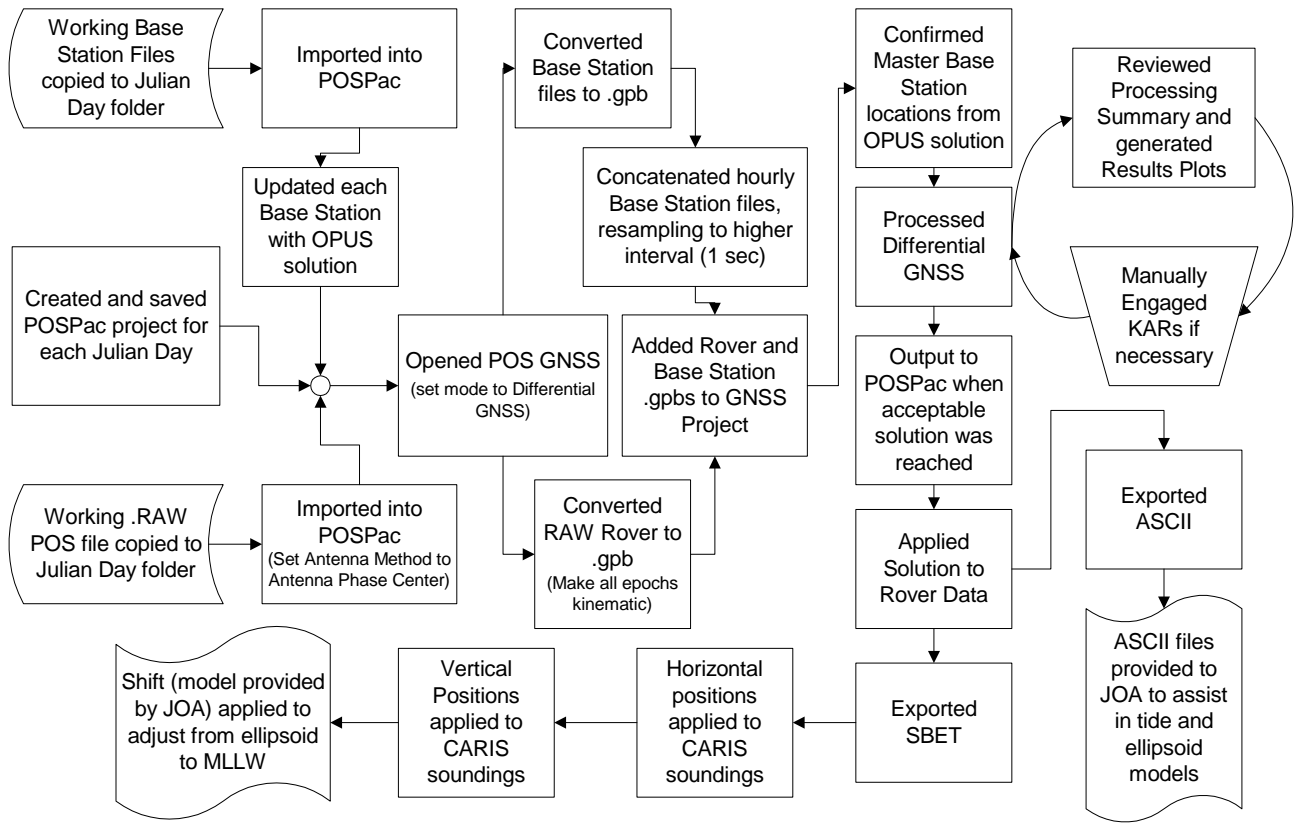 Working Base
Station Files
copied to Julian
Day folder
Imported into
POSPac
Updated each
Base Station
with OPUS
solution
Created and saved
POSPac project for
each Julian Day
Working .RAW
POS file copied to
Julian Day folder
Imported into
POSPac
(Set Antenna Method to
Antenna Phase Center)
Opened POS GNSS
(set mode to Differential
GNSS)
Converted
Base Station
files to .gpb
Concatenated hourly
Base Station files,
resampling to higher
interval (1 sec)
Converted
RAW Rover to
.gpb
(Make all epochs
kinematic)
Added Rover and
Base Station
.gpbs to GNSS
Project
Confirmed
Master Base
Station
locations from
OPUS solution
Processed
Differential
GNSS
Reviewed
Processing
Summary and
generated
Results Plots
Manually
Engaged
KARs if
necessary
Output to
POSPac when
acceptable
solution was
reached
Applied
Solution to
Rover Data
Exported
ASCII
ASCII files
provided to
JOA to assist
in tide and
ellipsoid
models
Exported
SBET
Horizontal
positions
applied to
CARIS
soundings
Vertical
Positions
applied to
CARIS
soundings
Shift (model provided
by JOA) applied to
adjust from ellipsoid
to MLLW